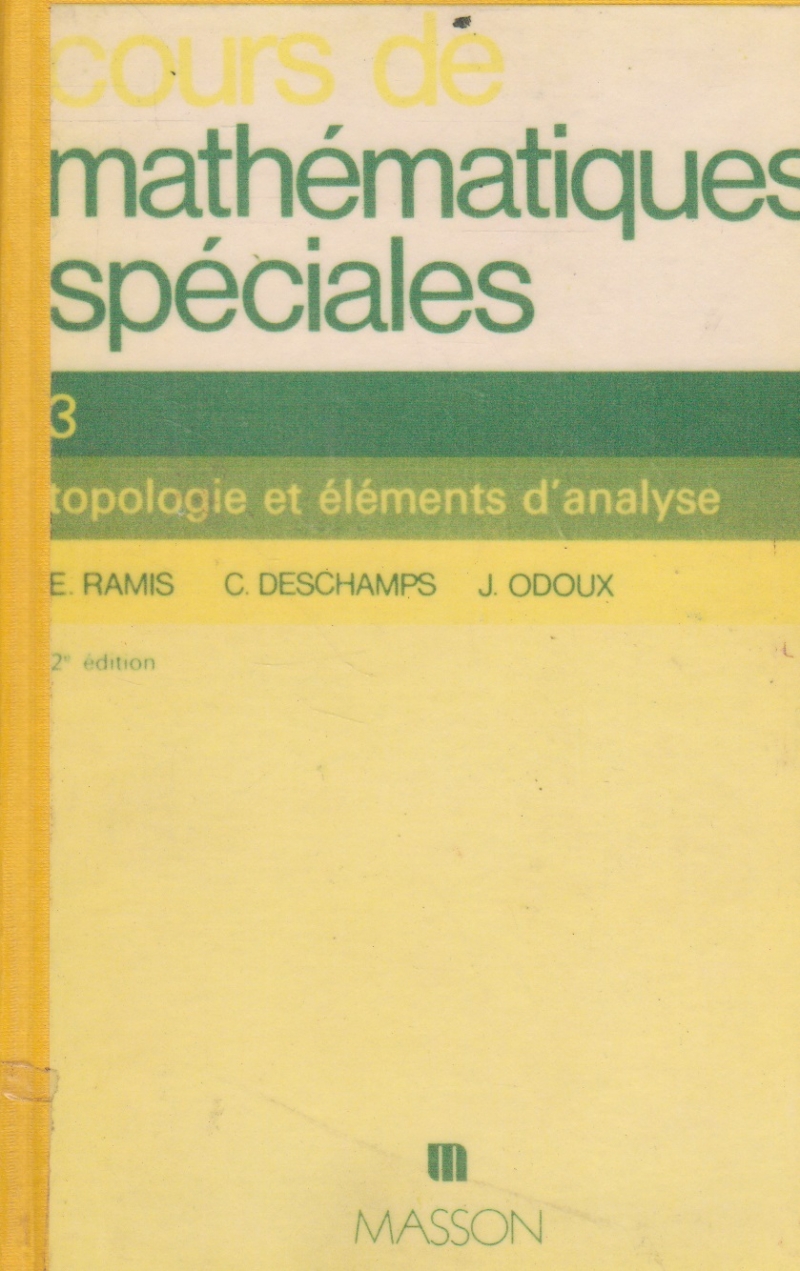 cours de
mathématiques
spéciales
3
topologie et éléments d'analyse
E. RAMIS C. DESCHAMPS J. ODOUX
2e édition
m
MASSON